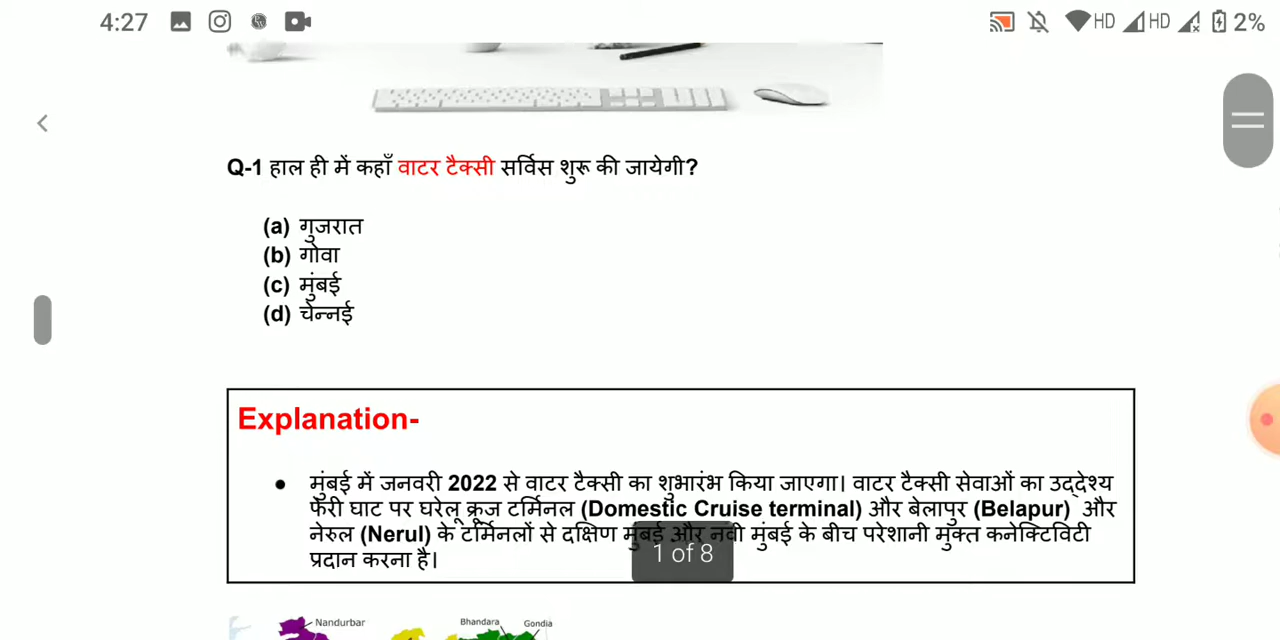 4:27 HD HD 2%
Q-1 हाल ही में कहाँ वाटर टैक्सी सर्विस शुरू की जायेगी?
(a) गुजरात
(b) गोवा
(c) मुंबई
(d) चेन्नई
Explanation-
● मुंबई में जनवरी 2022 से वाटर टैक्सी का शुभारंभ किया जाएगा। वाटर टैक्सी सेवाओं का उद्देश्य
फेरी घाट पर घरेलू क्रूज टर्मिनल (Domestic Cruise terminal) और बेलापुर (Belapur) और
नेरुल (Nerul) के टर्मिनलों से दक्षिण मुंबई और नवी मुंबई के बीच परेशानी मुक्त कनेक्टिविटी
1 of 8
प्रदान करना है।
Nandurbar Bhandara Gondia